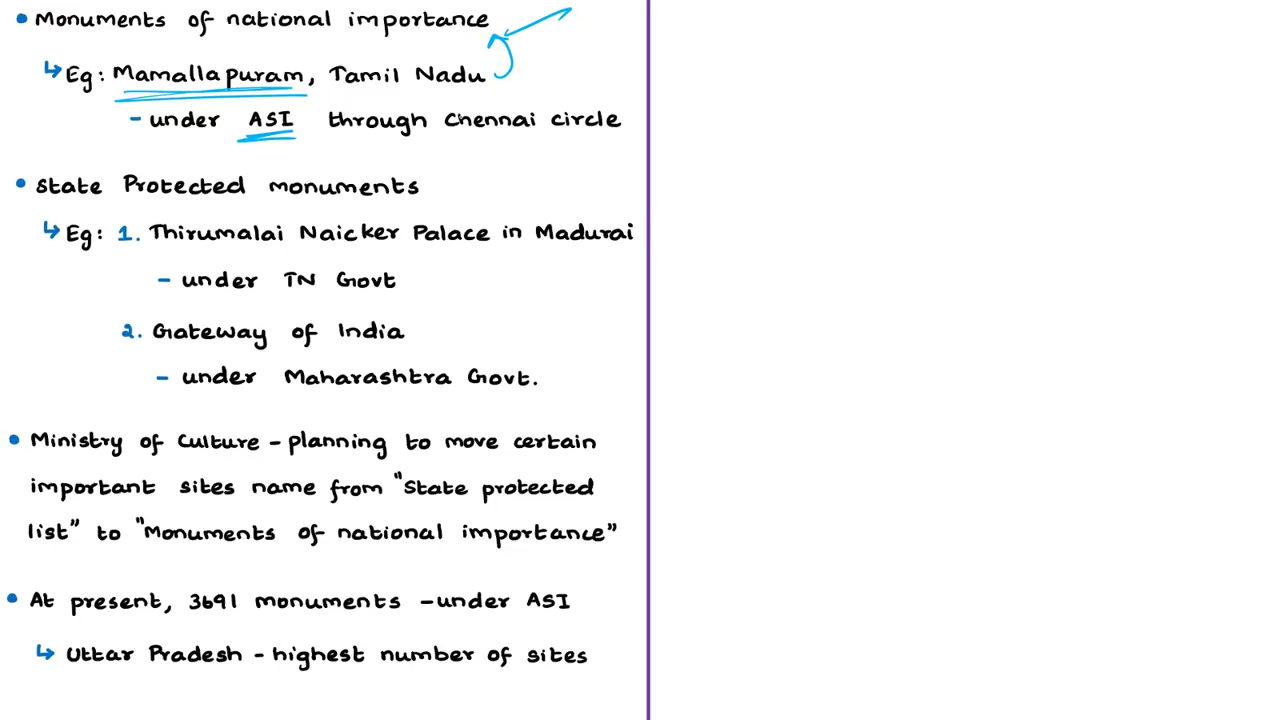 • Monuments of national importance
↳ Eg: Mamallapuram, Tamil Nadu
- under ASI through Chennai circle
• State Protected monuments
↳ Eg: 1. Thirumalai Naicker Palace in Madurai
- under TN Govt
2. Gateway of India
- under Maharashtra Govt.
• Ministry of Culture - planning to move certain
important sites name from "State protected
list" to "Monuments of national importance"
• At present, 3691 monuments - under ASI
↳ Uttar Pradesh - highest number of sites